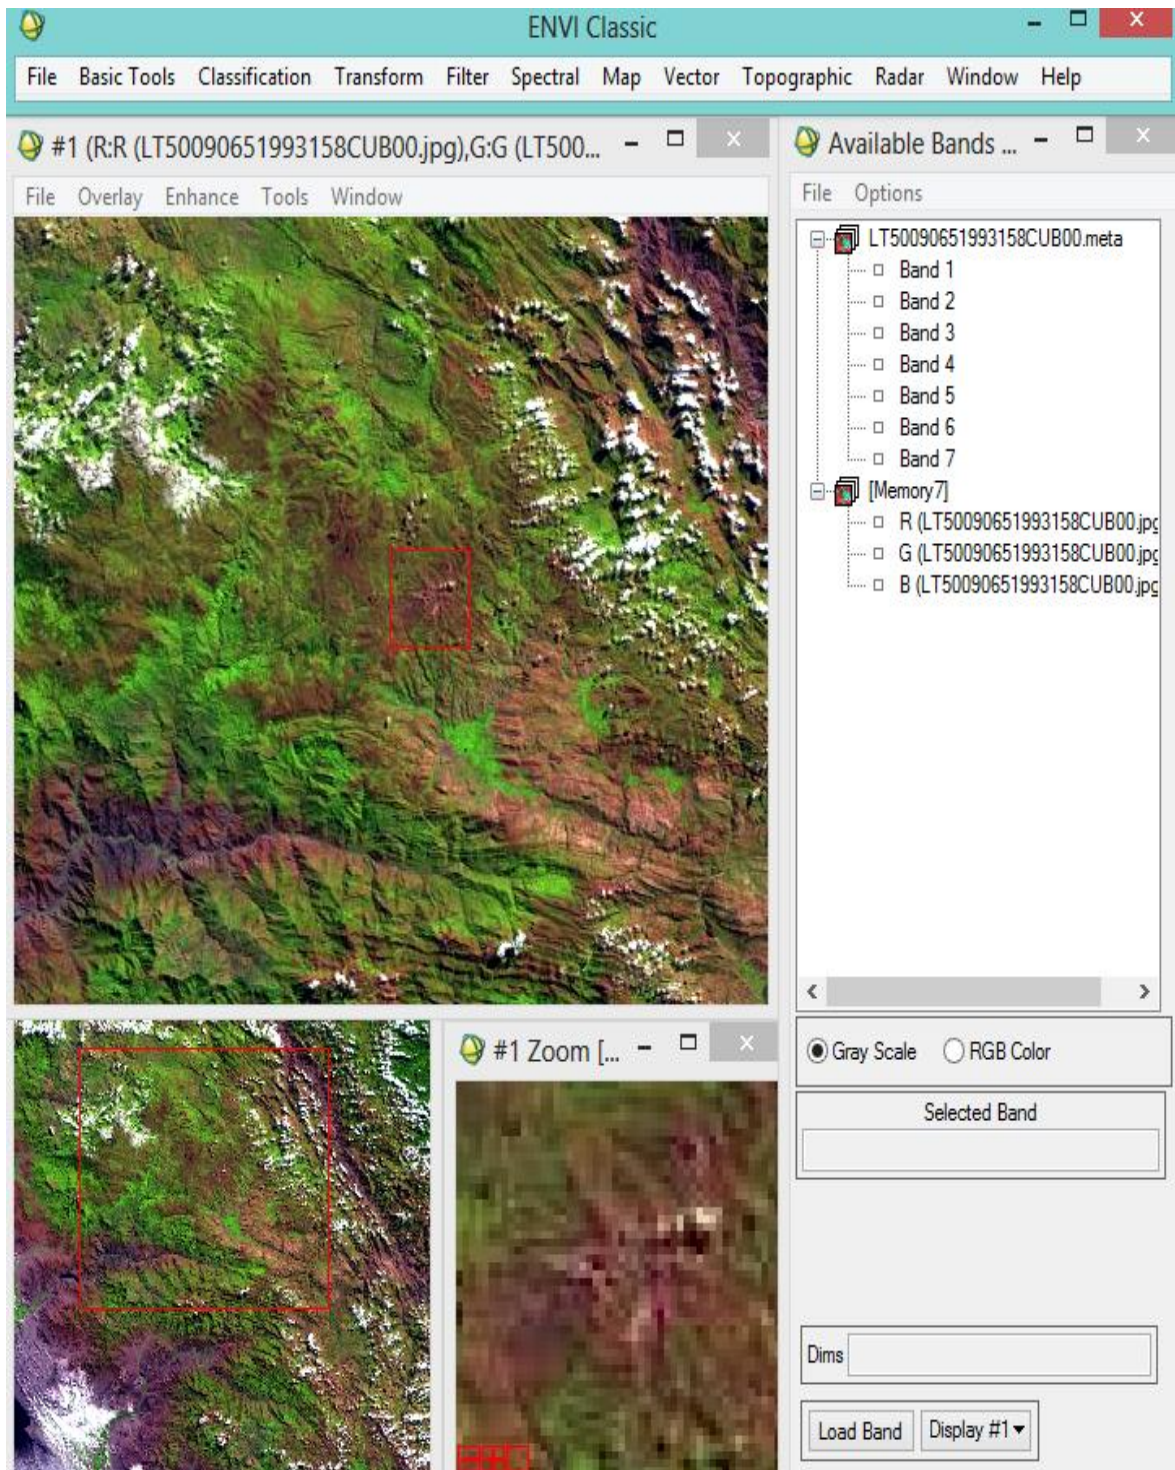 ENVI Classic
File Basic Tools Classification Transform Filter Spectral Map Vector Topographic Radar Window Help
#1 (R:R (LT50090651993158CUB00.jpg),G:G (LT500...
File Overlay Enhance Tools Window
Available Bands ...
File Options
LT50090651993158CUB00.meta
Band 1
Band 2
Band 3
Band 4
Band 5
Band 6
Band 7
[Memory7]
R (LT50090651993158CUB00.jpg
G (LT50090651993158CUB00.jpg
B (LT50090651993158CUB00.jpg
#1 Zoom [...
Gray Scale RGB Color
Selected Band
Dims
Load Band Display #1